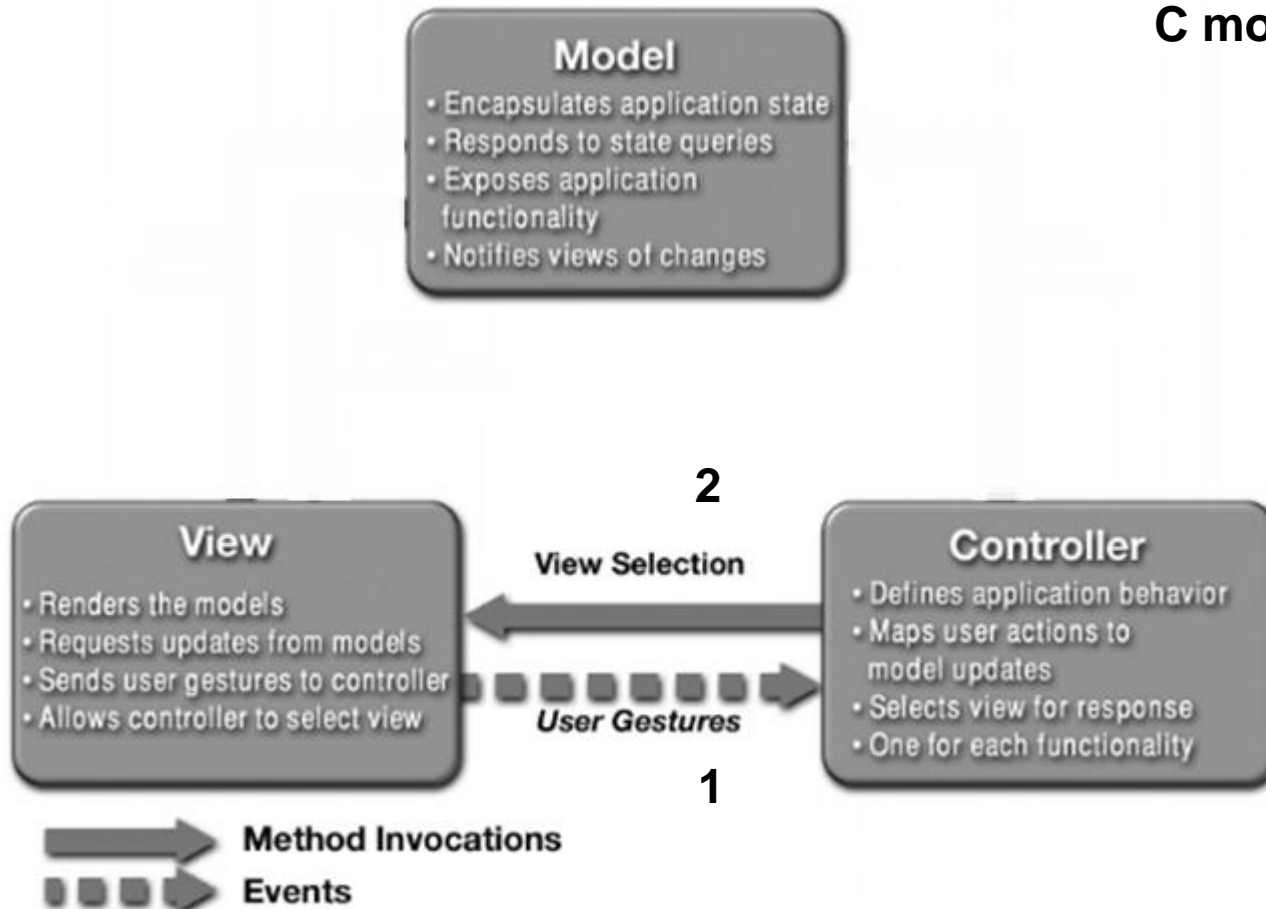 C mo
Model
• Encapsulates application state
• Responds to state queries
• Exposes application
functionality
• Notifies views of changes
2
View
• Renders the models
• Requests updates from models
• Sends user gestures to controller
• Allows controller to select view
View Selection
User Gestures
1
Controller
• Defines application behavior
• Maps user actions to
model updates
• Selects view for response
• One for each functionality
Method Invocations
Events